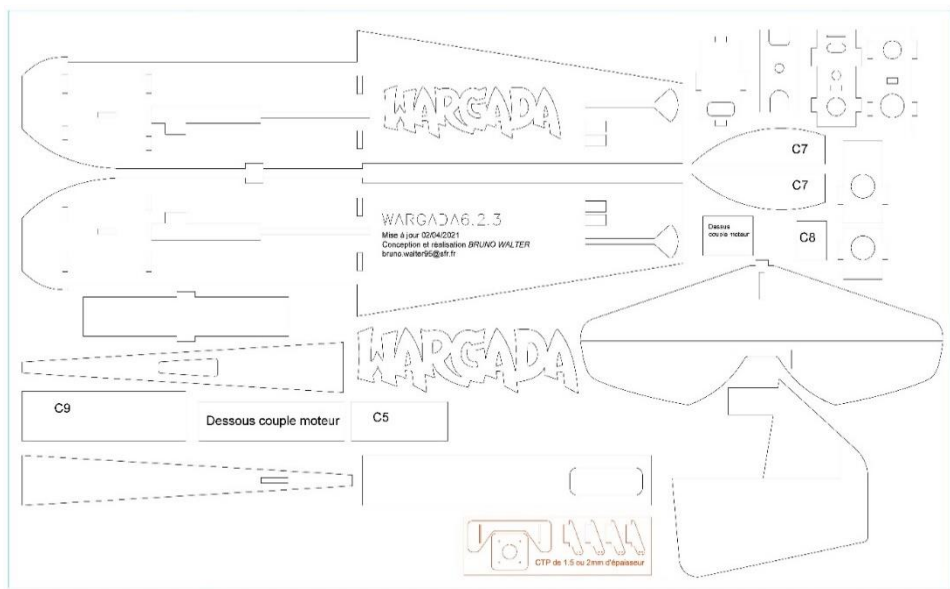 WARGADA
C7
C7
WARGADA6.2.3
Mise à jour 02/04/2021
Conception et réalisation BRUNO WALTER
bruno.walter95@sfr.fr
Dessous
couple moteur
C8
WARGADA
C9
Dessous couple moteur
C5
CTP de 1.5 ou 2mm d'épaisseur